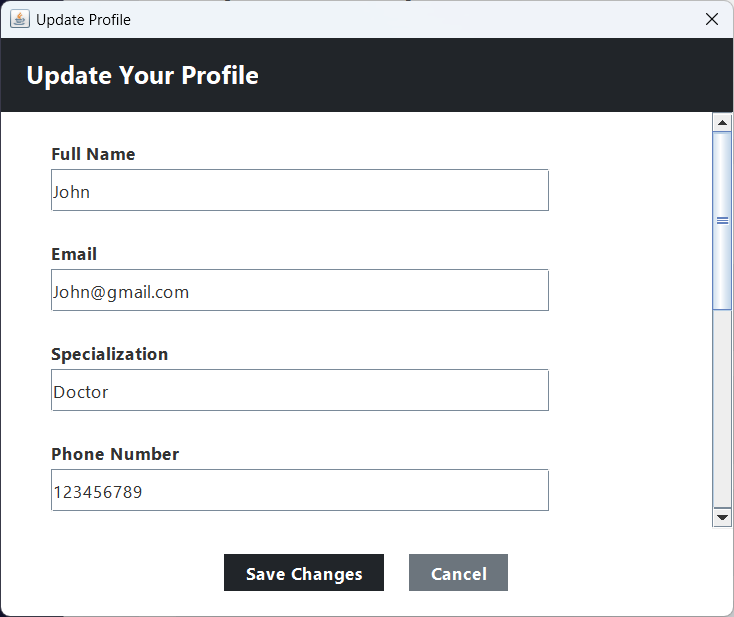 Update Profile
Update Your Profile
Full Name
John
Email
John@gmail.com
Specialization
Doctor
Phone Number
123456789
Save Changes
Cancel